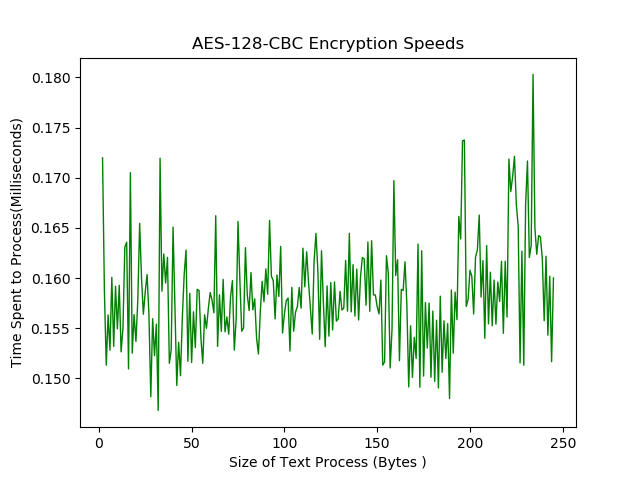 AES-128-CBC Encryption Speeds
Time Spent to Process(Milliseconds)
0.180
0.175
0.170
0.165
0.160
0.155
0.150
0 50 100 150 200 250
Size of Text Process (Bytes )